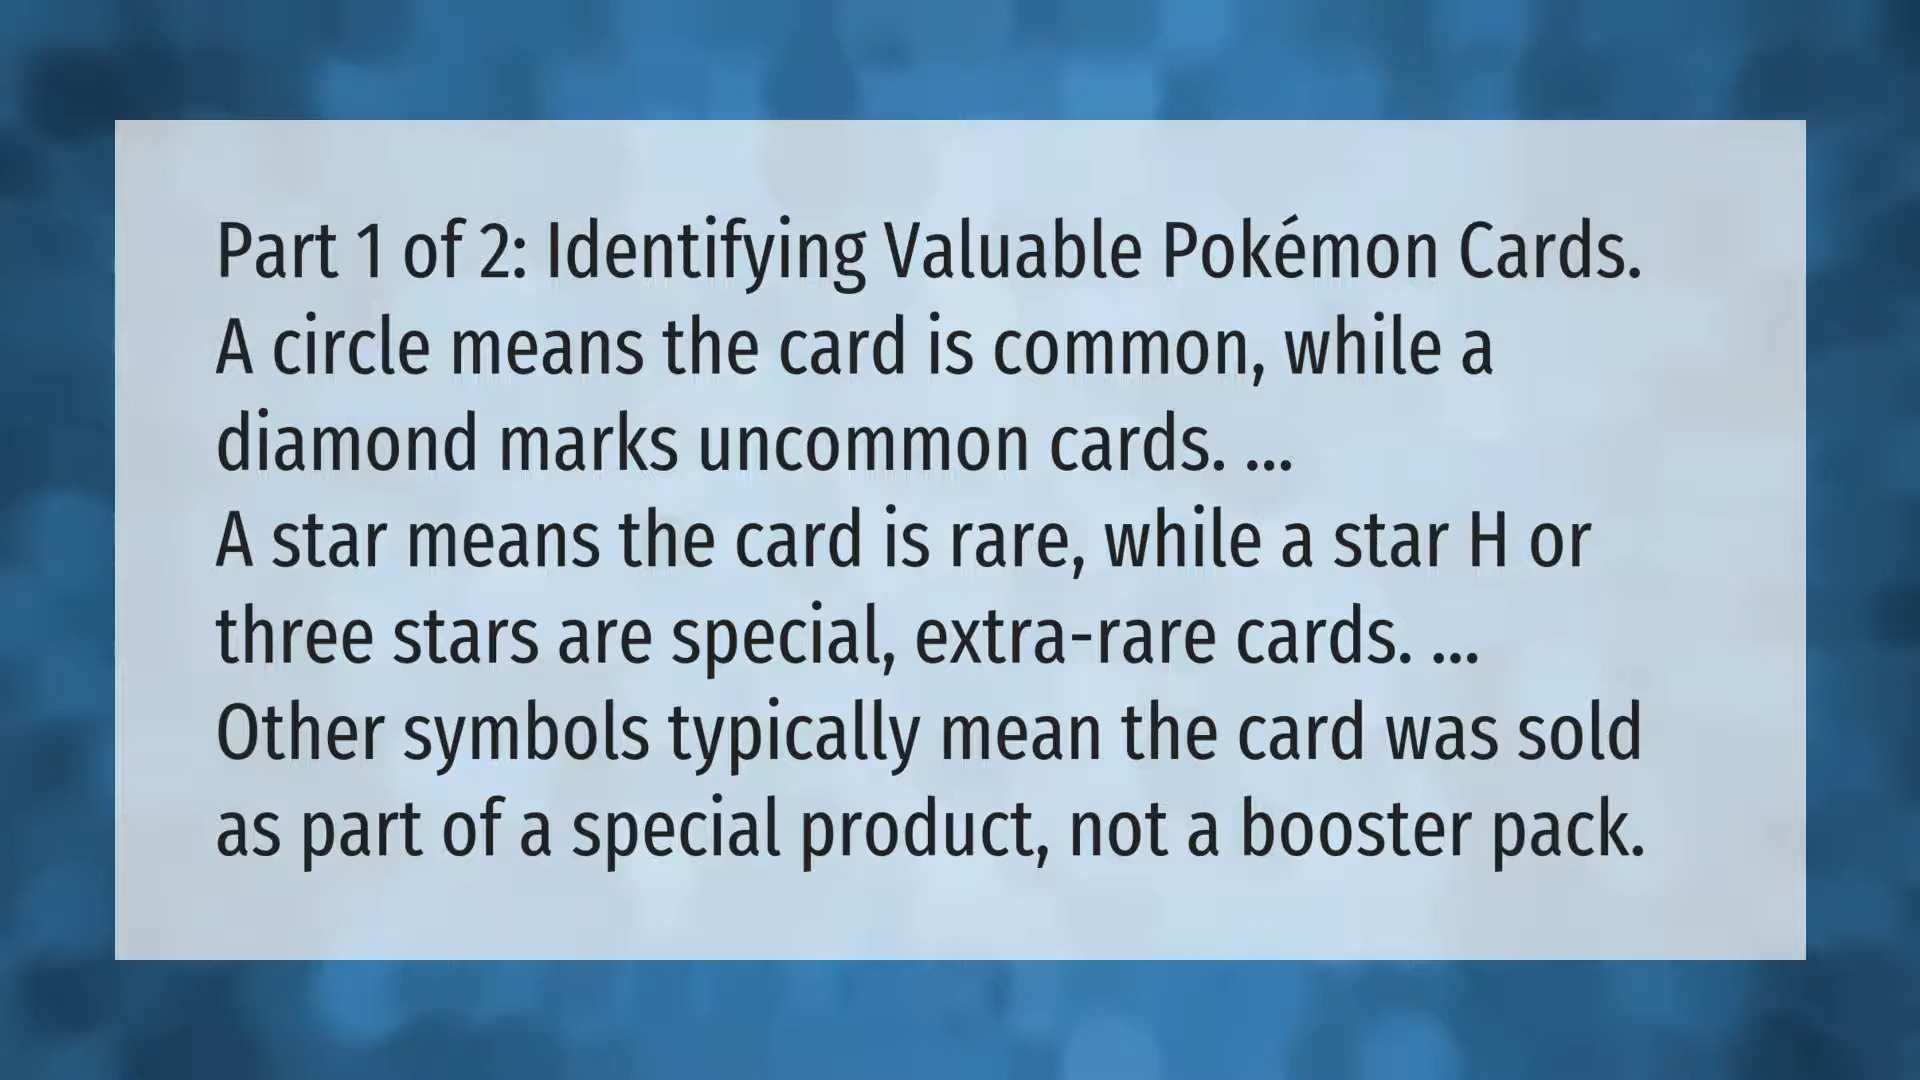 Part 1 of 2: Identifying Valuable Pokémon Cards.
A circle means the card is common, while a
diamond marks uncommon cards. ...
A star means the card is rare, while a star H or
three stars are special, extra-rare cards. ...
Other symbols typically mean the card was sold
as part of a special product, not a booster pack.